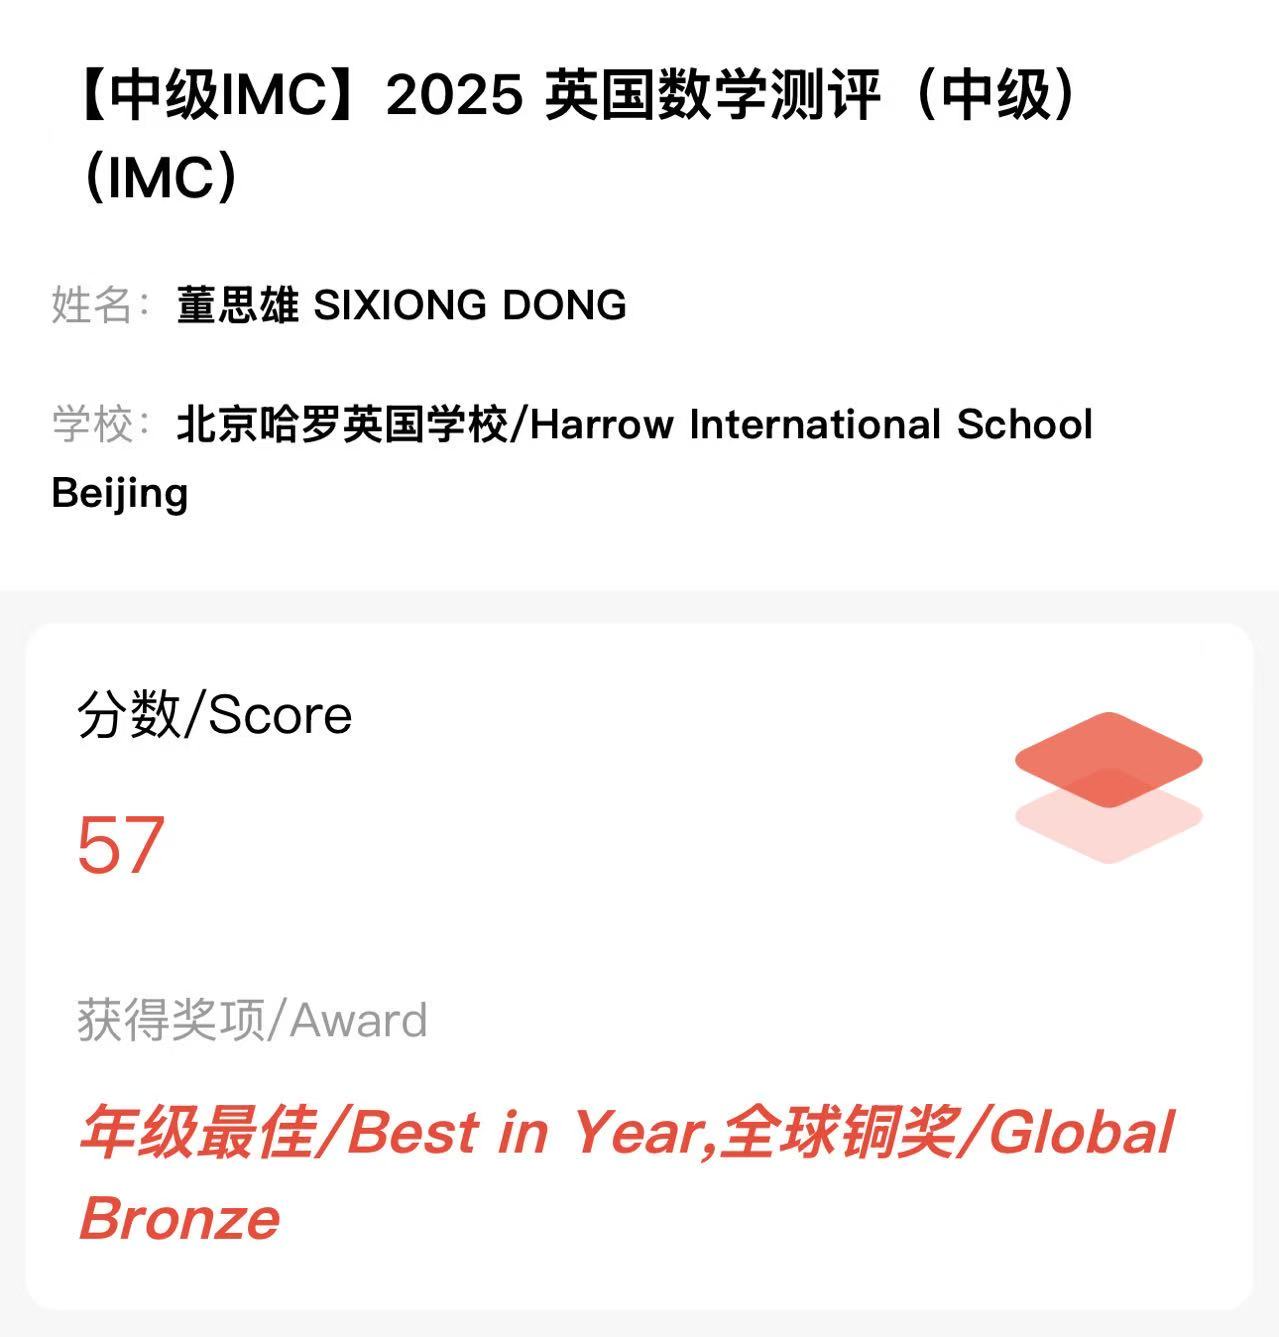 【中级IMC】2025 英国数学测评（中级）
（IMC）
姓名：董思雄 SIXIONG DONG
学校：北京哈罗英国学校/Harrow International School
Beijing
分数/Score
57
获得奖项/Award
年级最佳/Best in Year,全球铜奖/Global
Bronze